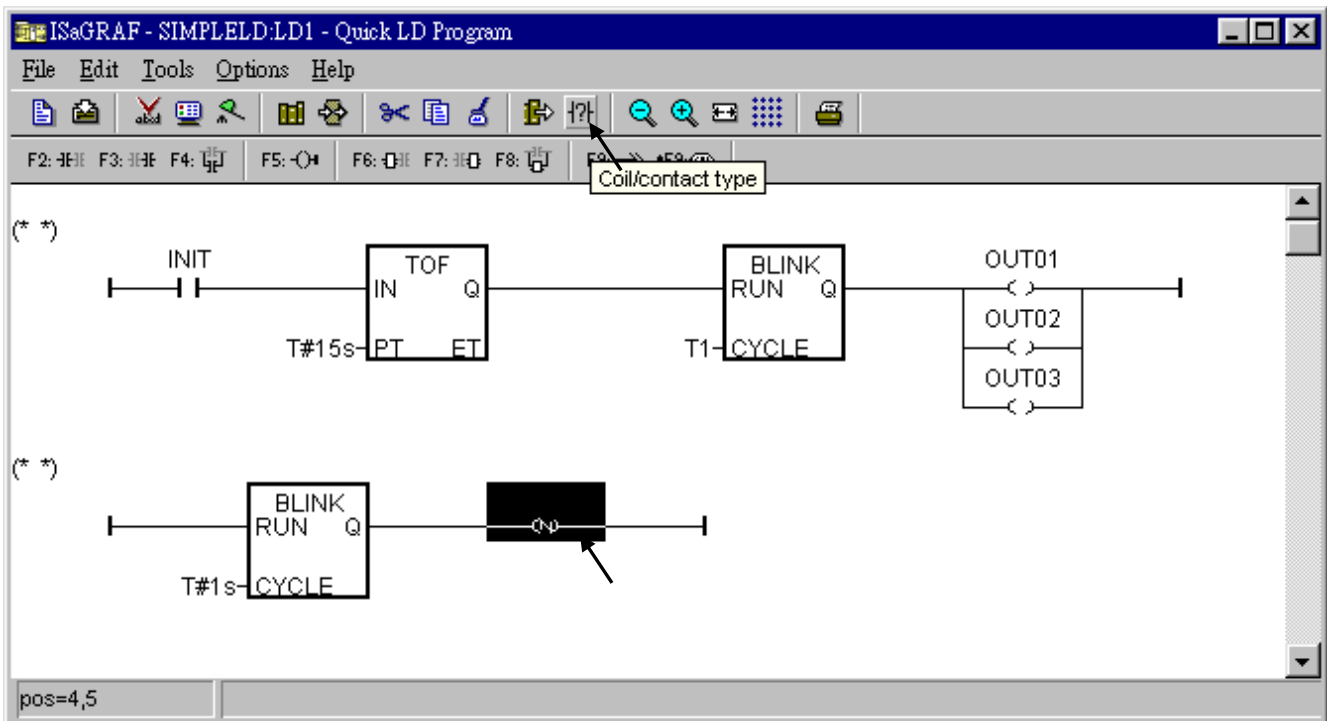 ISaGRAF - SIMPLELD:LD1 - Quick LD Program
File Edit Tools Options Help
F2: F3: F4: F5: F6: F7: F8:
Coil/contact type
(* *)
INIT
TOF
IN Q
T#15s PT ET
BLINK
RUN Q
T1 CYCLE
OUT01
OUT02
OUT03
(* *)
BLINK
RUN Q
T#1s CYCLE
(N)
pos=4,5